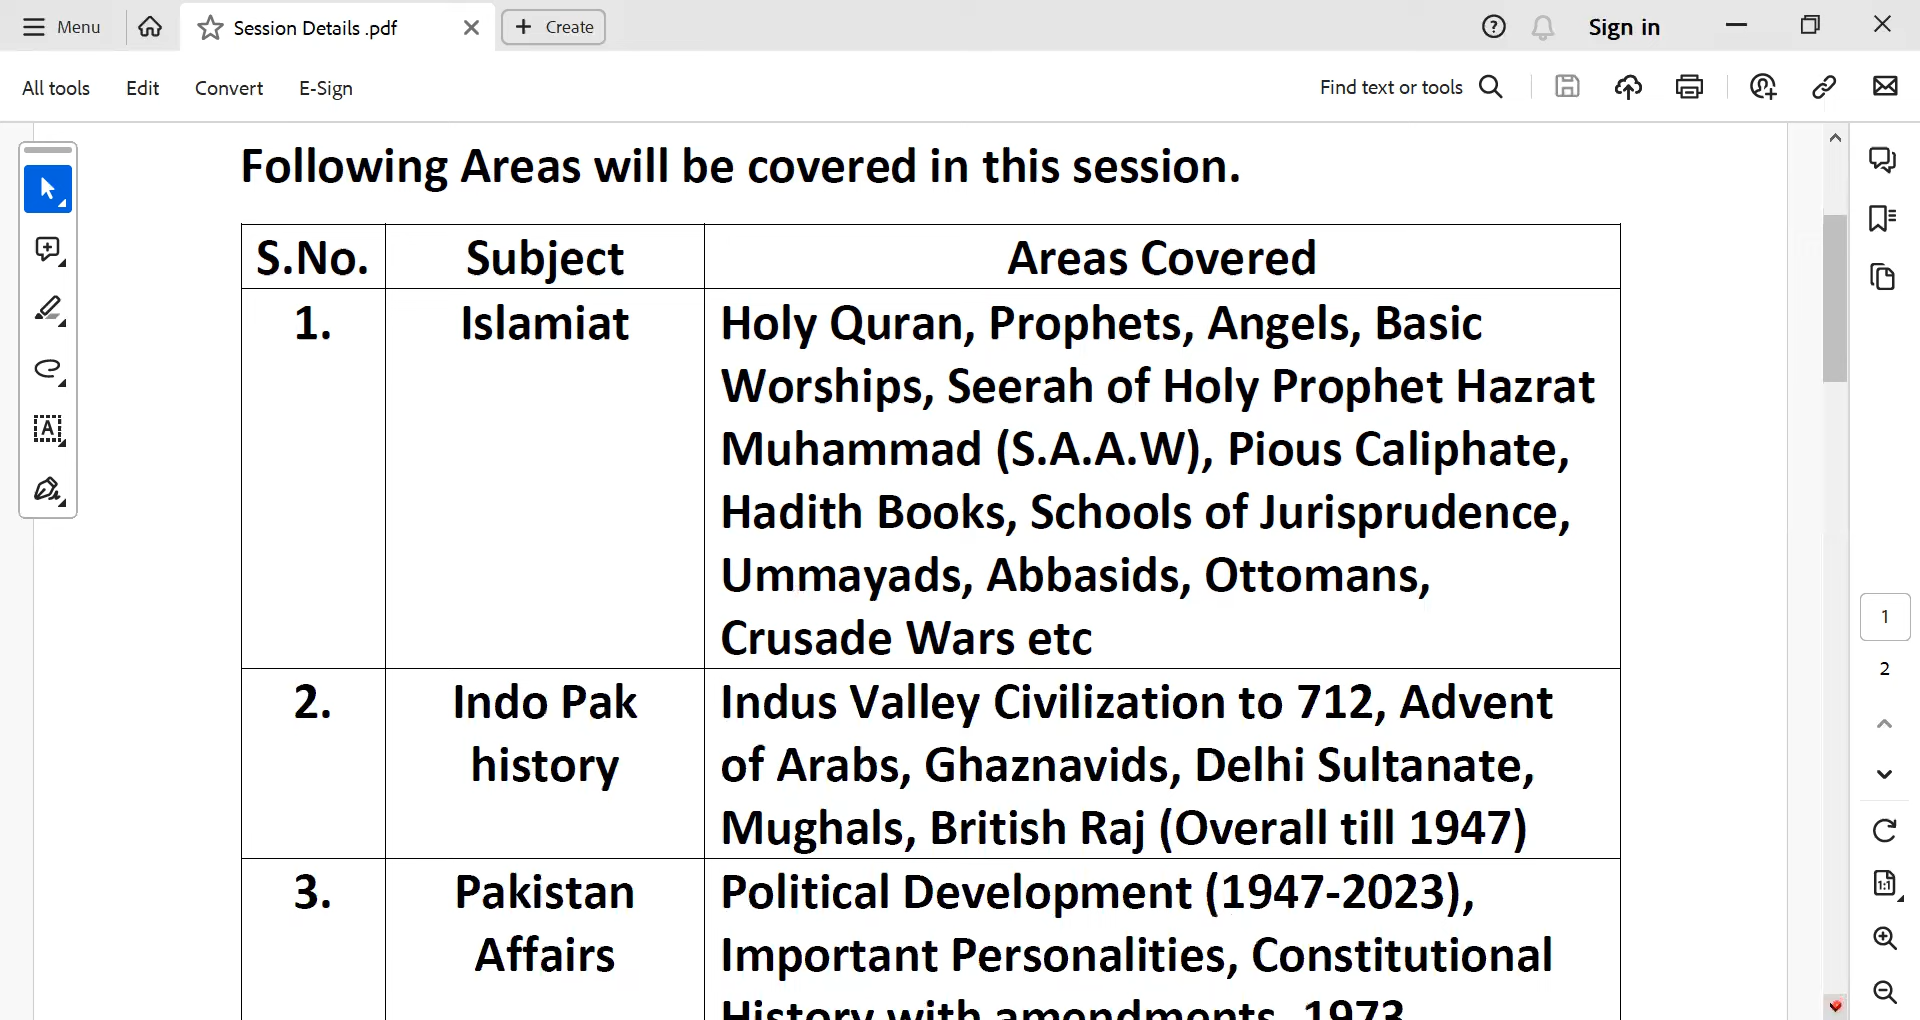 Menu
Session Details .pdf
Create
Sign in
All tools
Edit
Convert
E-Sign
Find text or tools
Following Areas will be covered in this session.
S.No. Subject Areas Covered
1. Islamiat Holy Quran, Prophets, Angels, Basic
Worships, Seerah of Holy Prophet Hazrat
Muhammad (S.A.A.W), Pious Caliphate,
Hadith Books, Schools of Jurisprudence,
Ummayads, Abbasids, Ottomans,
Crusade Wars etc
2. Indo Pak Indus Valley Civilization to 712, Advent
history of Arabs, Ghaznavids, Delhi Sultanate,
Mughals, British Raj (Overall till 1947)
3. Pakistan Political Development (1947-2023),
Affairs Important Personalities, Constitutional
History with amendments, 1973
1
2